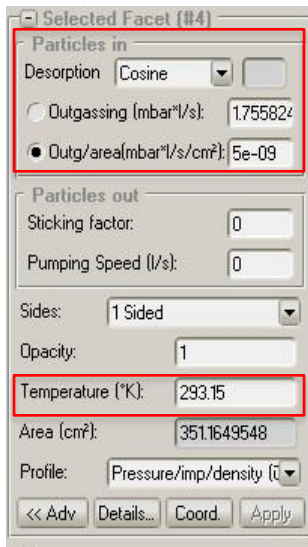 Selected Facet (#4)
Particles in
Desorption Cosine
Outgassing (mbar*l/s): 1.755824
Outg/area(mbar*l/s/cm²): 5e-09
Particles out
Sticking factor: 0
Pumping Speed (l/s): 0
Sides: 1 Sided
Opacity: 1
Temperature (°K): 293.15
Area (cm²): 351.1649548
Profile: Pressure/imp/density (
<< Adv Details... Coord. Apply